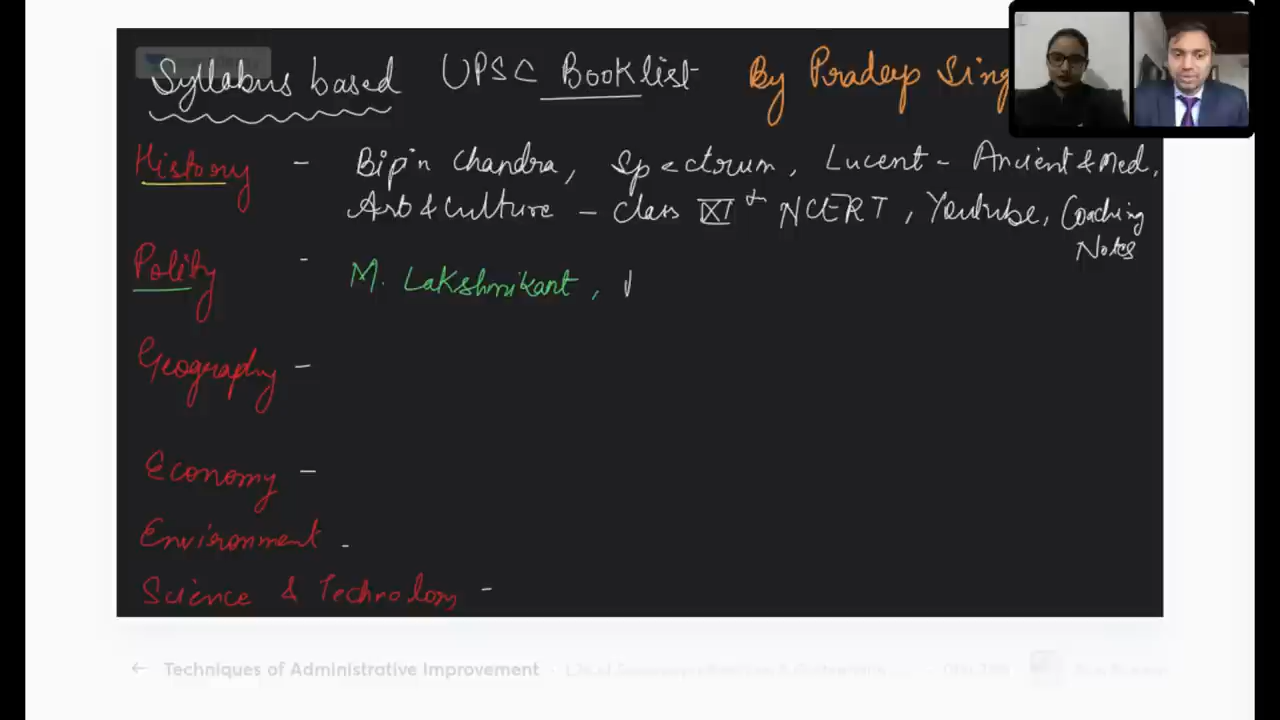 Syllabus based UPSC Booklist By Pradeep Sing
History - Bipin Chandra, Spectrum, Lucent - Ancient & Med,
Art & Culture - Class XI th NCERT, Youtube, Coaching
Notes
Polity - M. Lakshmikant,
Geography -
Economy -
Environment -
Science & Technology -
← Techniques of Administrative Improvement